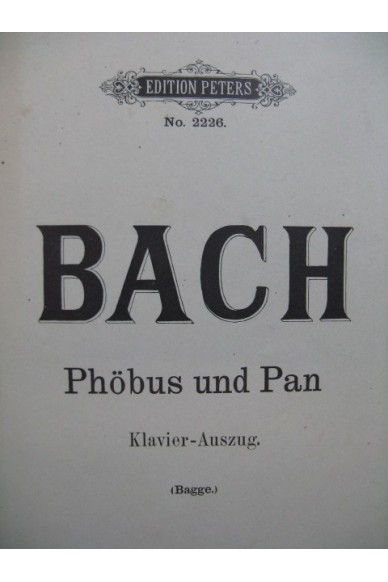 EDITION PETERS
No. 2226.
BACH
Phöbus und Pan
Klavier-Auszug.
(Bagge.)